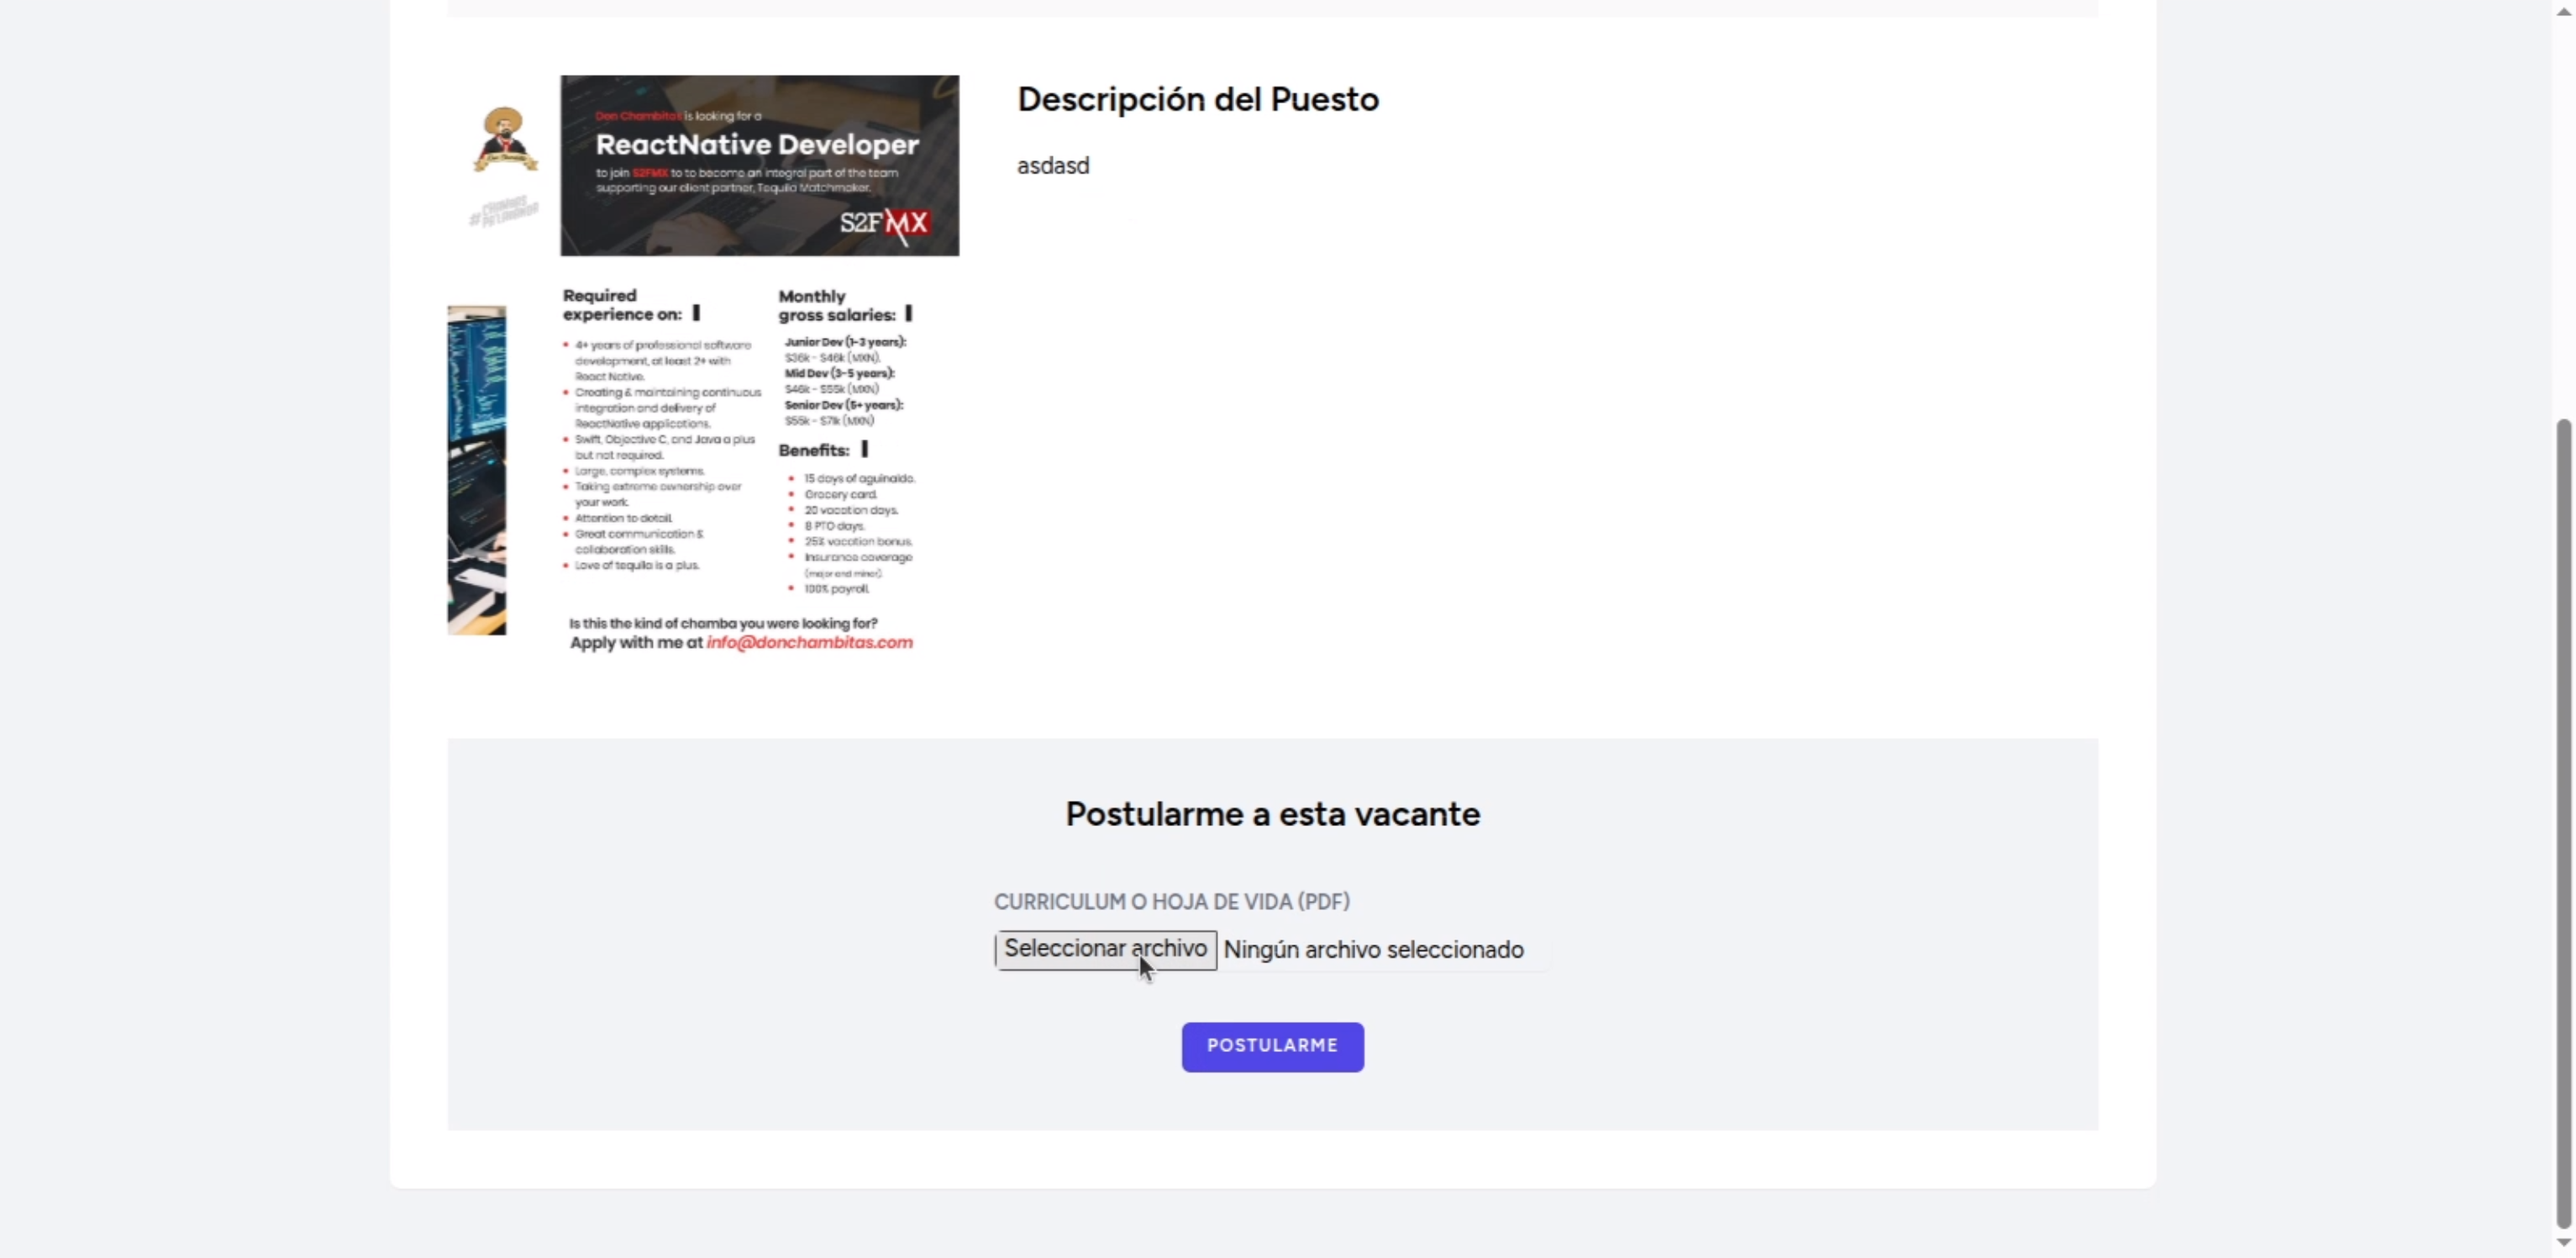 Don Chambitas is looking for a
ReactNative Developer
to join S2FMX to to become an integral part of the team
supporting our client partner, Tequila Matchmaker.
S2FMX
Required
experience on:
• 4+ years of professional software
development, at least 2+ with
React Native.
• Creating & maintaining continuous
integration and delivery of
ReactNative applications.
• Swift, Objective C, and Java a plus
but not required.
• Large, complex systems.
• Taking extreme ownership over
your work.
• Attention to detail.
• Great communication &
collaboration skills.
• Love of tequila is a plus.
Monthly
gross salaries:
Junior Dev (1-3 years):
$36k - $46k (MXN).
Mid Dev (3-5 years):
$46k - $55k (MXN)
Senior Dev (5+ years):
$55k - $71k (MXN)
Benefits:
• 15 days of aguinaldo.
• Grocery card.
• 20 vacation days.
• 8 PTO days.
• 25% vacation bonus.
• Insurance coverage
(major and minor).
• 100% payroll.
Is this the kind of chamba you were looking for?
Apply with me at info@donchambitas.com
Descripción del Puesto
asdasd
Postularme a esta vacante
CURRICULUM O HOJA DE VIDA (PDF)
Seleccionar archivo Ningún archivo seleccionado
POSTULARME